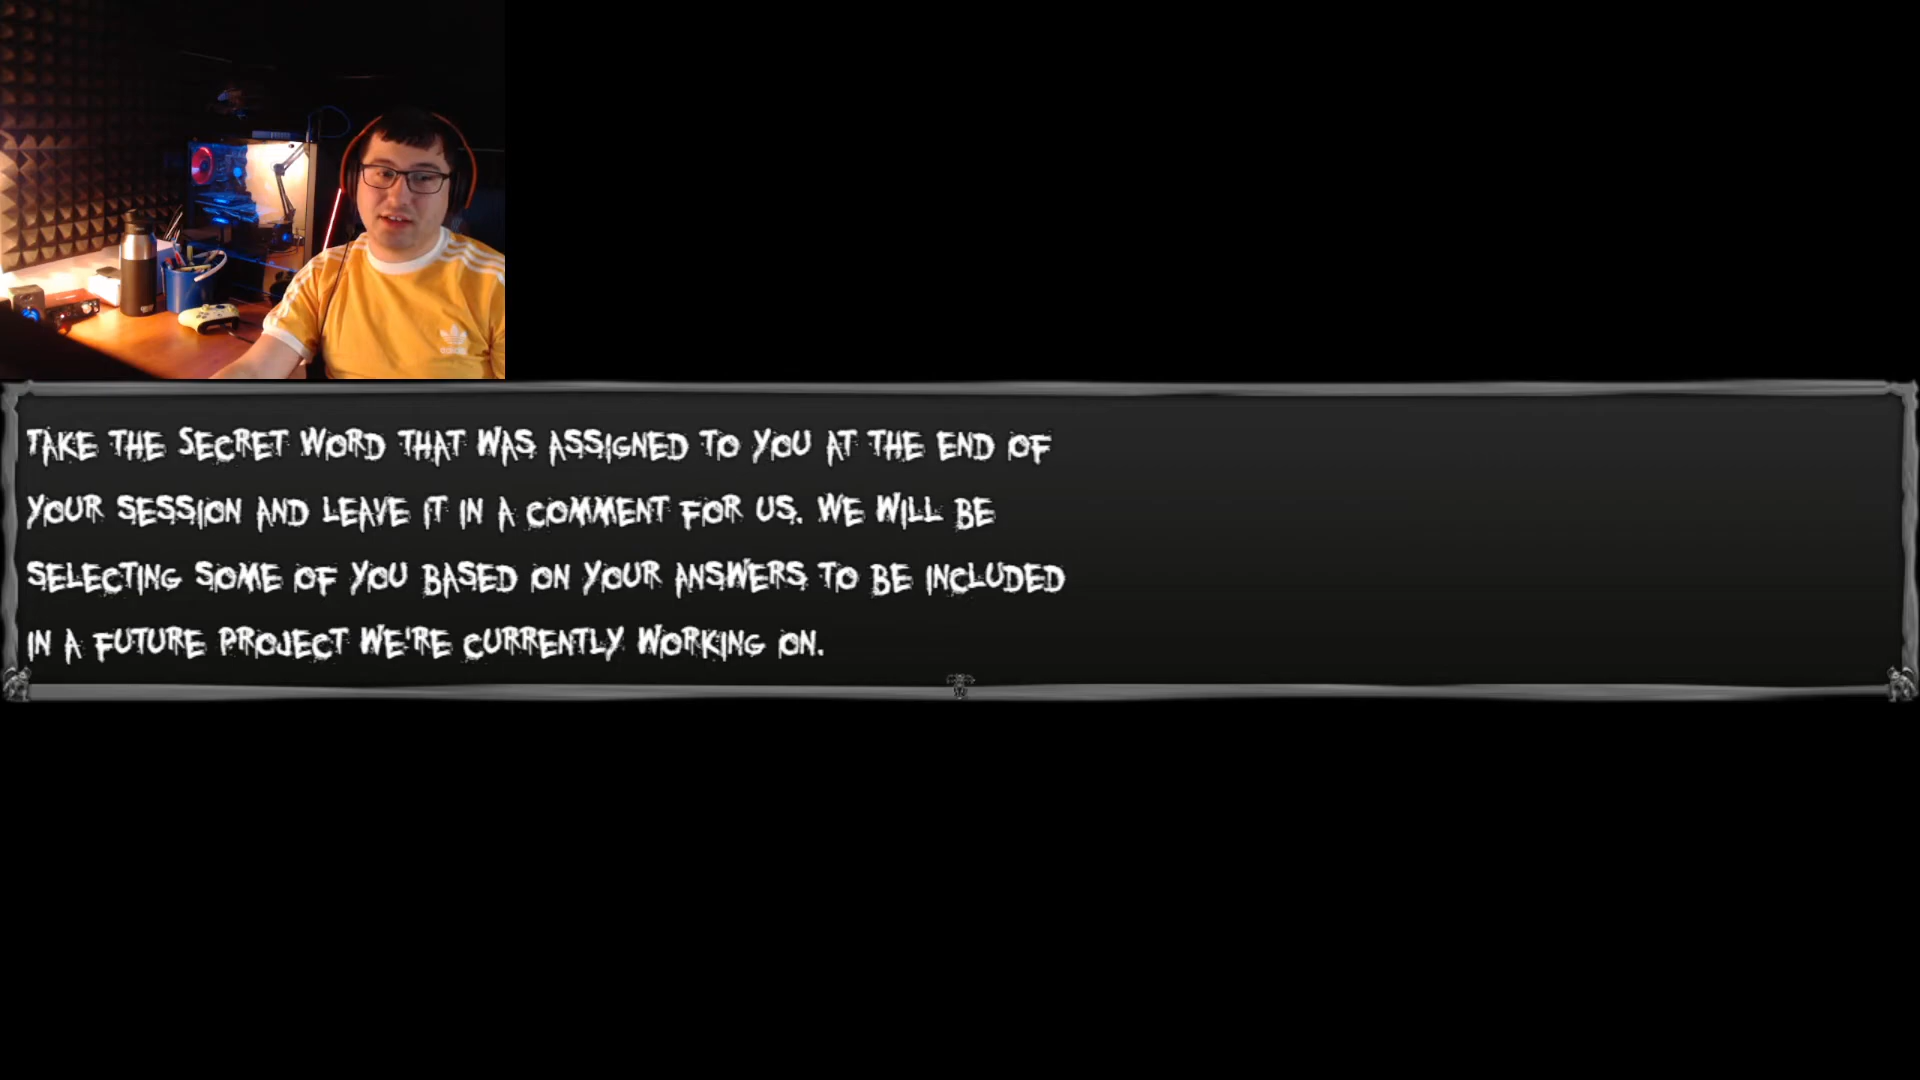 TAKE THE SECRET WORD THAT WAS ASSIGNED TO YOU AT THE END OF
YOUR SESSION AND LEAVE IT IN A COMMENT FOR US. WE WILL BE
SELECTING SOME OF YOU BASED ON YOUR ANSWERS TO BE INCLUDED
IN A FUTURE PROJECT WE'RE CURRENTLY WORKING ON.